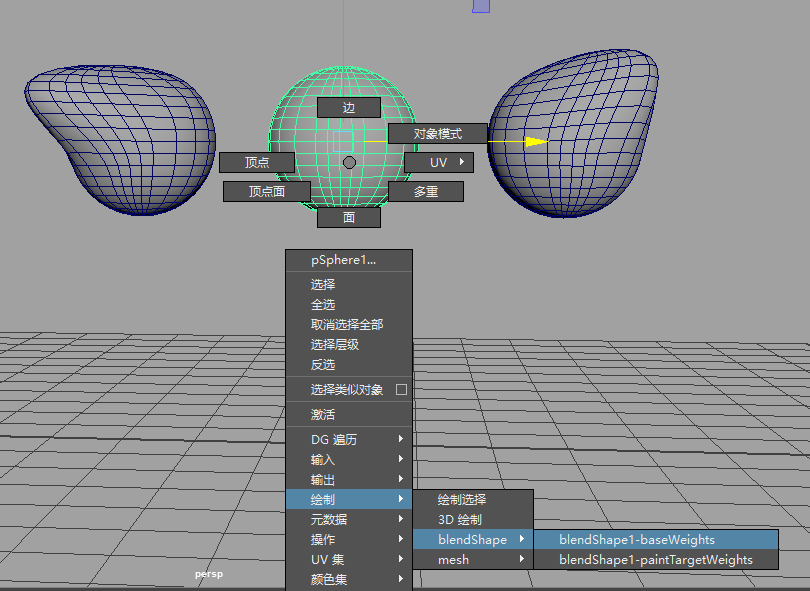 边
对象模式
顶点
UV
顶点面
多重
面
pSphere1...
选择
全选
取消选择全部
选择层级
反选
选择类似对象
激活
DG 遍历
输入
输出
绘制
元数据
操作
UV 集
颜色集
绘制选择
3D 绘制
blendShape
mesh
blendShape1-baseWeights
blendShape1-paintTargetWeights
persp